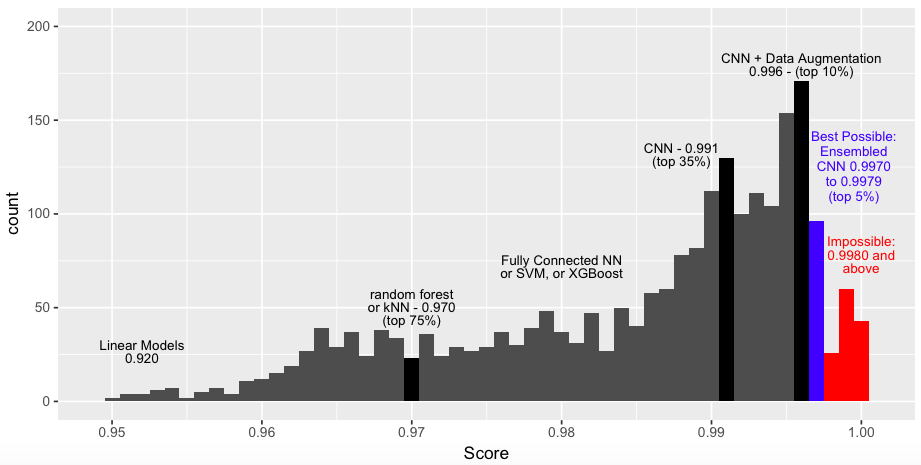 200
150
100
50
0
count
CNN + Data Augmentation
0.996 - (top 10%)
Best Possible:
Ensembled
CNN 0.9970
to 0.9979
(top 5%)
CNN - 0.991
(top 35%)
Impossible:
0.9980 and
above
Fully Connected NN
or SVM, or XGBoost
random forest
or kNN - 0.970
(top 75%)
Linear Models
0.920
0.95
0.96
0.97
0.98
0.99
1.00
Score